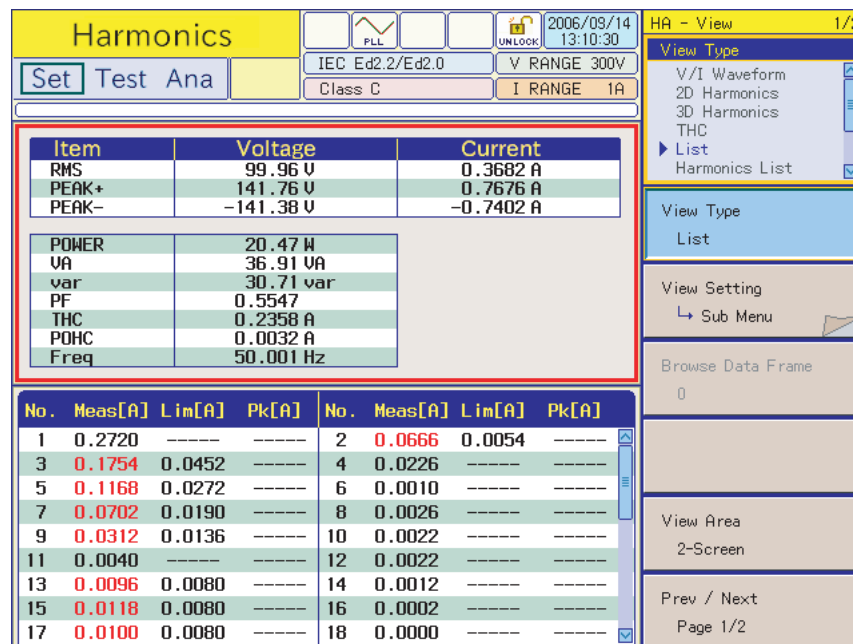 Harmonics
PLL
UNLOCK
2006/09/14
13:10:30
Set Test Ana
IEC Ed2.2/Ed2.0
V RANGE 300V
Class C
I RANGE 1A
Item Voltage Current
RMS 99.96 V 0.3682 A
PEAK+ 141.76 V 0.7676 A
PEAK- -141.38 V -0.7402 A
POWER 20.47 W
VA 36.91 VA
var 30.71 var
PF 0.5547
THC 0.2358 A
POHC 0.0032 A
Freq 50.001 Hz
No. Meas[A] Lim[A] Pk[A] No. Meas[A] Lim[A] Pk[A]
1 0.2720 ----- ----- 2 0.0666 0.0054 -----
3 0.1754 0.0452 ----- 4 0.0226 ----- -----
5 0.1168 0.0272 ----- 6 0.0010 ----- -----
7 0.0702 0.0190 ----- 8 0.0026 ----- -----
9 0.0312 0.0136 ----- 10 0.0022 ----- -----
11 0.0040 ----- ----- 12 0.0022 ----- -----
13 0.0096 0.0080 ----- 14 0.0012 ----- -----
15 0.0118 0.0080 ----- 16 0.0002 ----- -----
17 0.0100 0.0080 ----- 18 0.0000 ----- -----
HA - View 1/2
View Type
V/I Waveform
2D Harmonics
3D Harmonics
THC
List
Harmonics List
View Type
List
View Setting
Sub Menu
Browse Data Frame
0
View Area
2-Screen
Prev / Next
Page 1/2